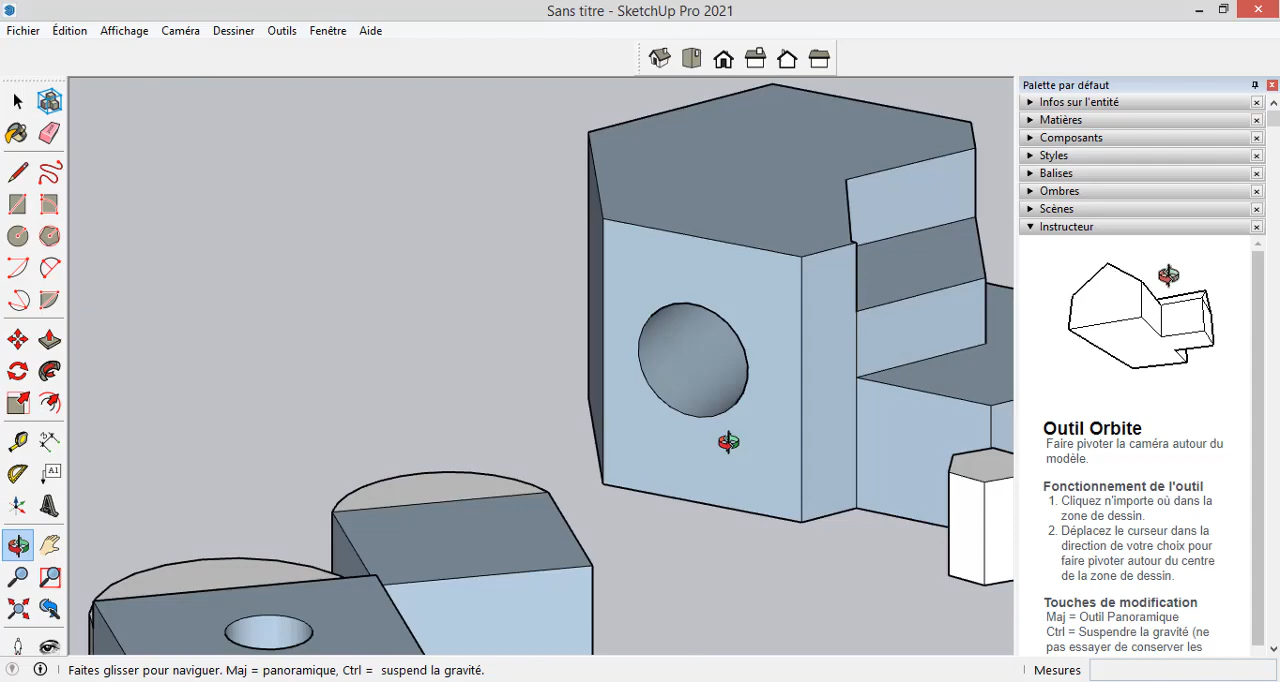 Sans titre - SketchUp Pro 2021
Fichier Édition Affichage Caméra Dessiner Outils Fenêtre Aide
Palette par défaut
Infos sur l'entité
Matières
Composants
Styles
Balises
Ombres
Scènes
Instructeur
A1
Outil Orbite
Faire pivoter la caméra autour du
modèle.
Fonctionnement de l'outil
1. Cliquez n'importe où dans la
zone de dessin.
2. Déplacez le curseur dans la
direction de votre choix pour
faire pivoter autour du centre
de la zone de dessin.
Touches de modification
Maj = Outil Panoramique
Ctrl = Suspendre la gravité (ne
pas essayer de conserver les
Faites glisser pour naviguer. Maj = panoramique, Ctrl = suspend la gravité.
Mesures